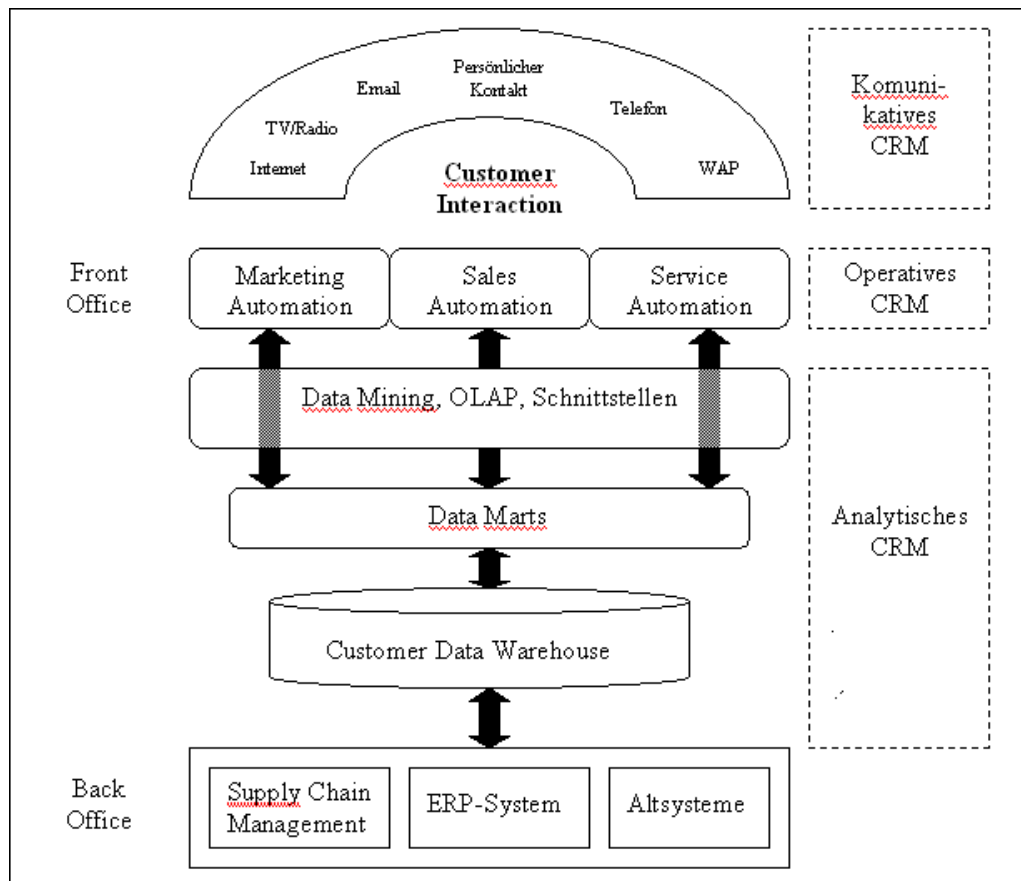 Persönlicher
Kontakt
Email
Telefon
TV/Radio
Internet
WAP
Customer
Interaction
Komuni-
katives
CRM
Front
Office
Marketing
Automation
Sales
Automation
Service
Automation
Operatives
CRM
Data Mining, OLAP, Schnittstellen
Data Marts
Analytisches
CRM
Customer Data Warehouse
Back
Office
Supply Chain
Management
ERP-System
Altsysteme